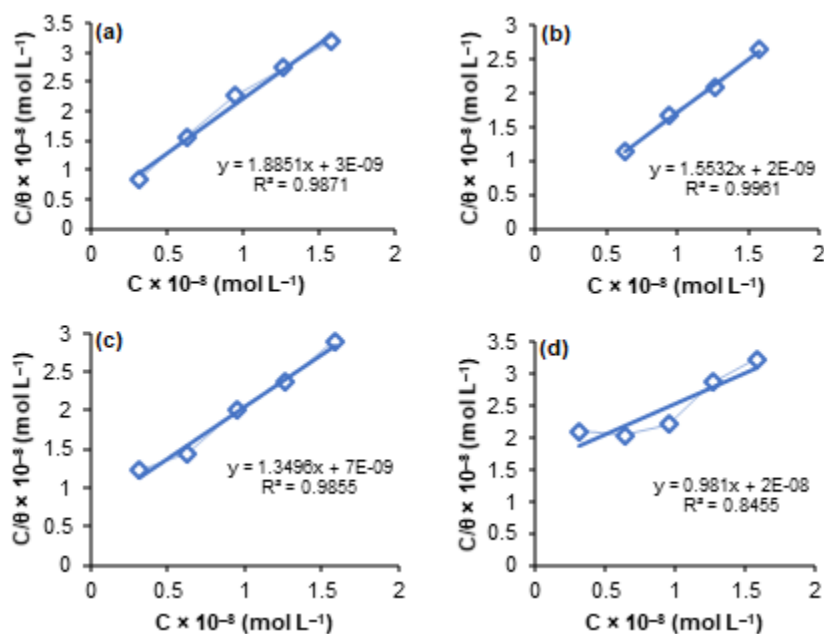 (a)
C/θ × 10⁻⁸ (mol L⁻¹)
3.5
3
2.5
2
1.5
1
0.5
0
y = 1.8851x + 3E-09
R² = 0.9871
0 0.5 1 1.5 2
C × 10⁻⁸ (mol L⁻¹)
(b)
C/θ × 10⁻⁸ (mol L⁻¹)
3
2.5
2
1.5
1
0.5
0
y = 1.5532x + 2E-09
R² = 0.9961
0 0.5 1 1.5 2
C × 10⁻⁸ (mol L⁻¹)
(c)
C/θ × 10⁻⁸ (mol L⁻¹)
3
2.5
2
1.5
1
0.5
0
y = 1.3496x + 7E-09
R² = 0.9855
0 0.5 1 1.5 2
C × 10⁻⁸ (mol L⁻¹)
(d)
C/θ × 10⁻⁸ (mol L⁻¹)
3.5
3
2.5
2
1.5
1
0.5
0
y = 0.981x + 2E-08
R² = 0.8455
0 0.5 1 1.5 2
C × 10⁻⁸ (mol L⁻¹)